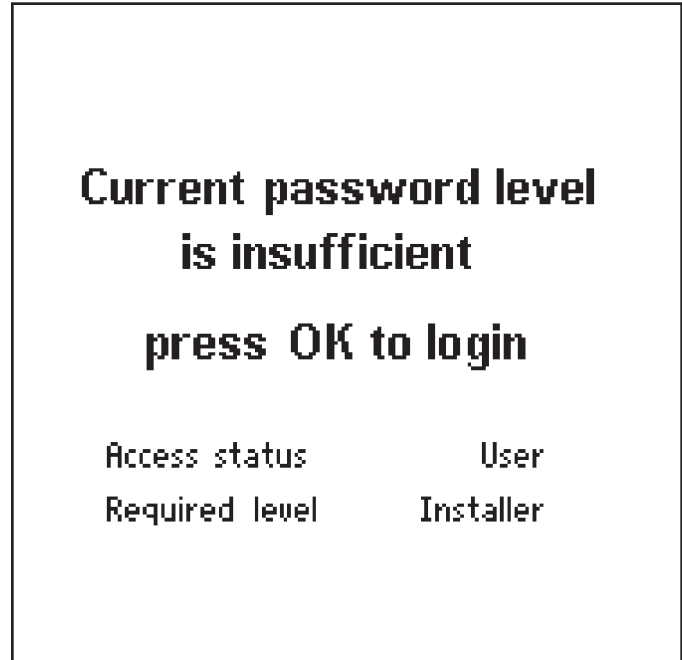 Current password level
is insufficient
press OK to login
Access status User
Required level Installer